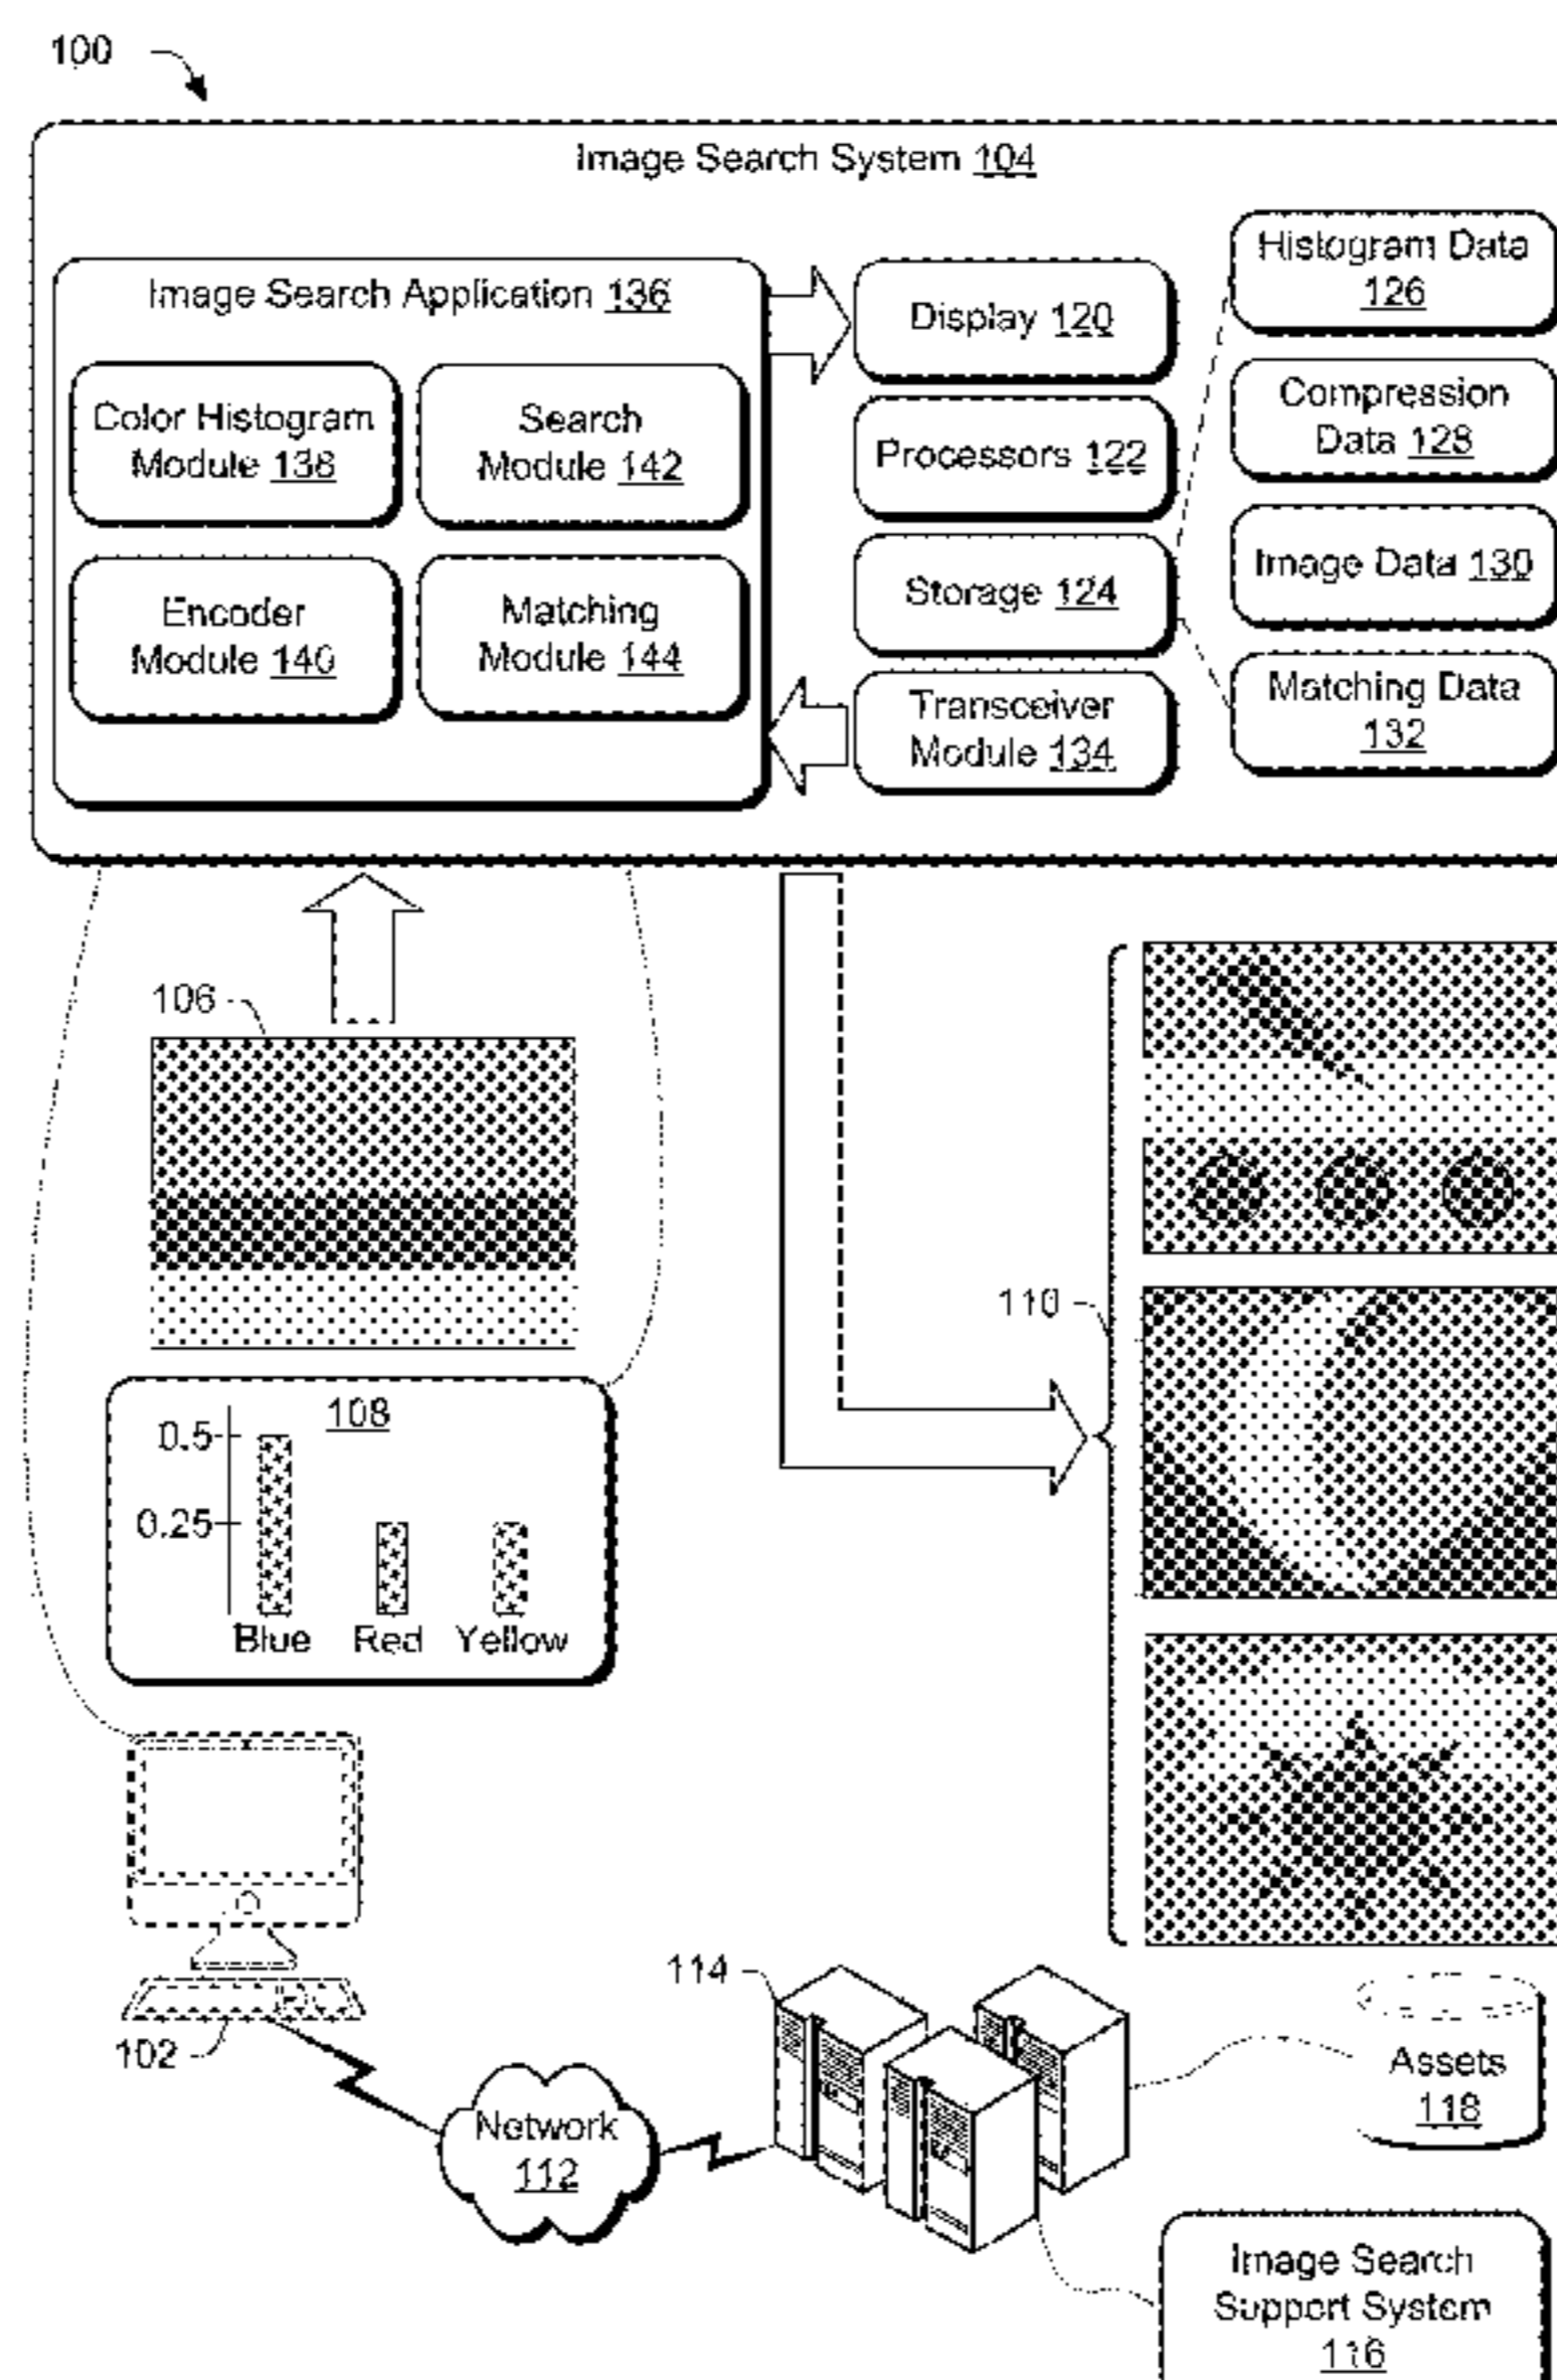 100
Image Search System 104
Image Search Application 136
Color Histogram
Module 138
Search
Module 142
Encoder
Module 140
Matching
Module 144
Display 120
Processors 122
Storage 124
Transceiver
Module 134
Histogram Data
126
Compression
Data 128
Image Data 130
Matching Data
132
106
108
0.5
0.25
Blue Red Yellow
110
102
Network
112
114
Assets
118
Image Search
Support System
116